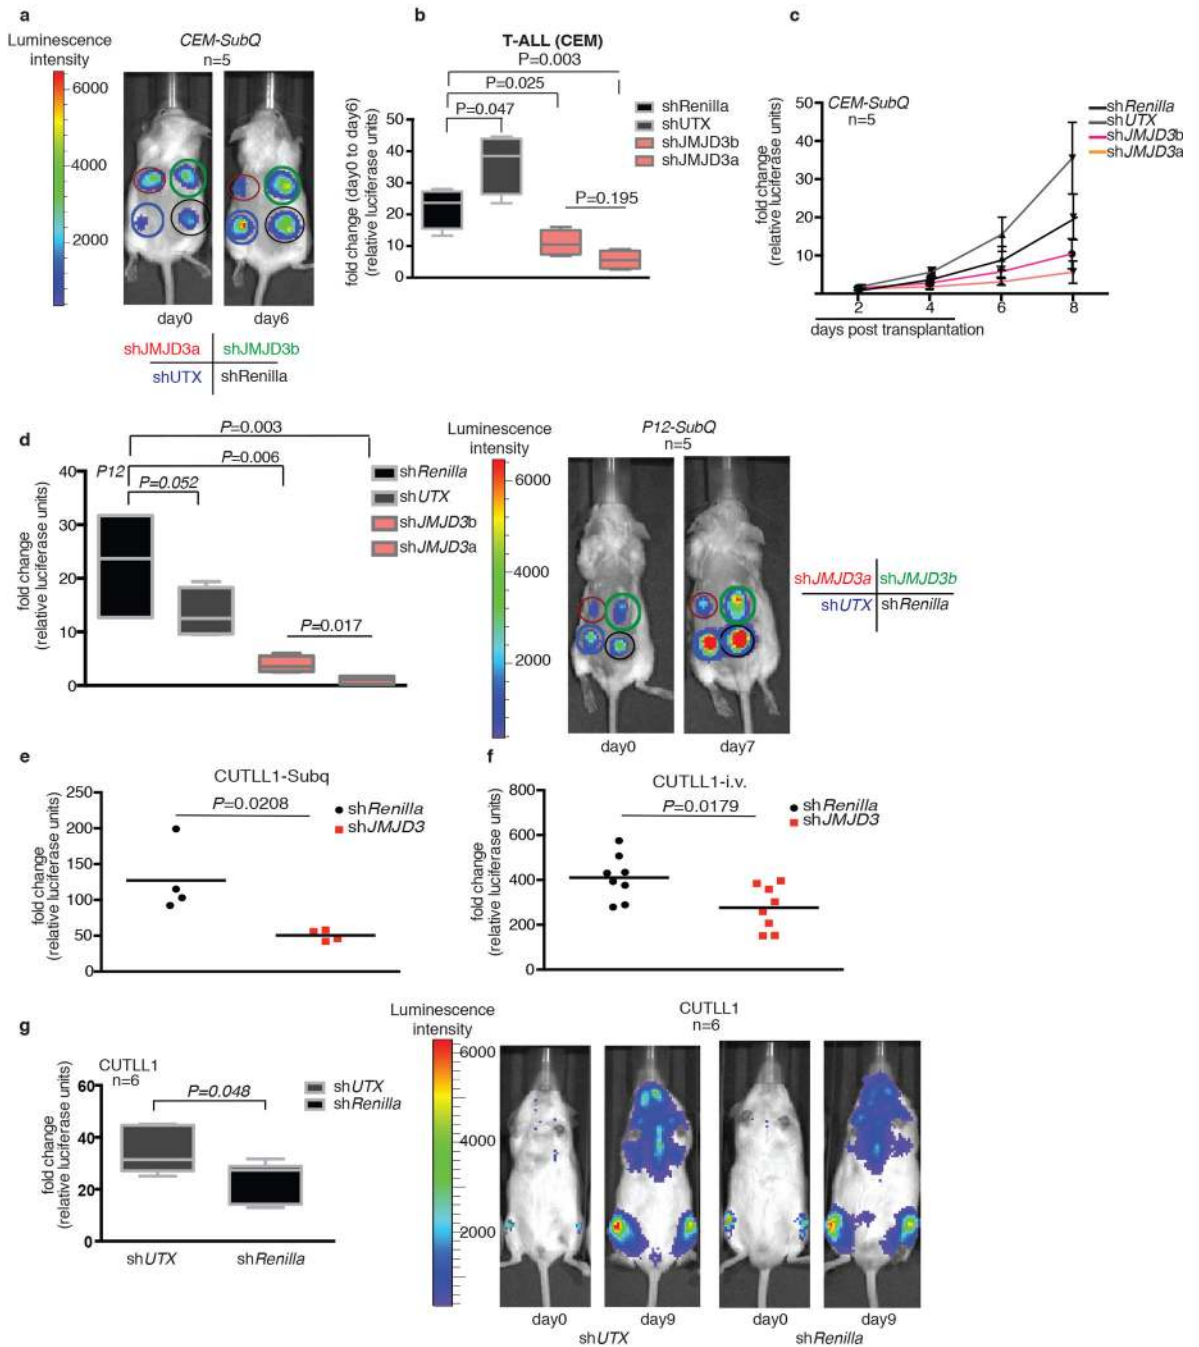 a
Luminescence
intensity
CEM-SubQ
n=5
6000
4000
2000
day0
day6
shJMJD3a
shJMJD3b
shUTX
shRenilla
b
T-ALL (CEM)
P=0.003
P=0.025
P=0.047
P=0.195
shRenilla
shUTX
shJMJD3b
shJMJD3a
fold change (day0 to day6)
(relative luciferase units)
50
40
30
20
10
0
c
CEM-SubQ
n=5
shRenilla
shUTX
shJMJD3b
shJMJD3a
fold change
(relative luciferase units)
50
40
30
20
10
2
4
6
8
days post transplantation
d
P=0.003
P=0.006
P=0.052
P=0.017
P12
shRenilla
shUTX
shJMJD3b
shJMJD3a
fold change
(relative luciferase units)
40
30
20
10
0
Luminescence
intensity
P12-SubQ
n=5
6000
4000
2000
day0
day7
shJMJD3a
shJMJD3b
shUTX
shRenilla
e
CUTLL1-Subq
P=0.0208
shRenilla
shJMJD3
fold change
(relative luciferase units)
250
200
150
100
50
0
f
CUTLL1-i.v.
P=0.0179
shRenilla
shJMJD3
fold change
(relative luciferase units)
800
600
400
200
0
g
CUTLL1
n=6
P=0.048
shUTX
shRenilla
fold change
(relative luciferase units)
60
40
20
0
shUTX
shRenilla
Luminescence
intensity
CUTLL1
n=6
6000
4000
2000
day0
day9
day0
day9
shUTX
shRenilla